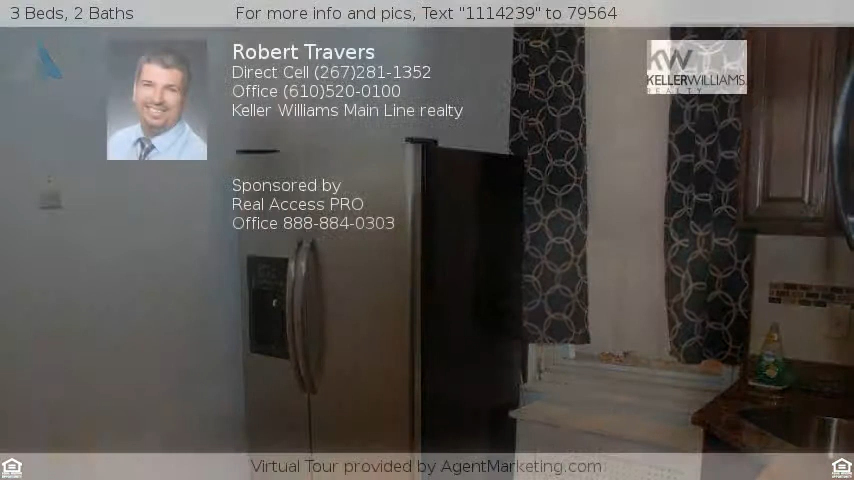 3 Beds, 2 Baths
For more info and pics, Text "1114239" to 79564
Robert Travers
Direct Cell (267)281-1352
Office (610)520-0100
Keller Williams Main Line realty
KW
KELLERWILLIAMS
REALTY
Sponsored by
Real Access PRO
Office 888-884-0303
Virtual Tour provided by AgentMarketing.com